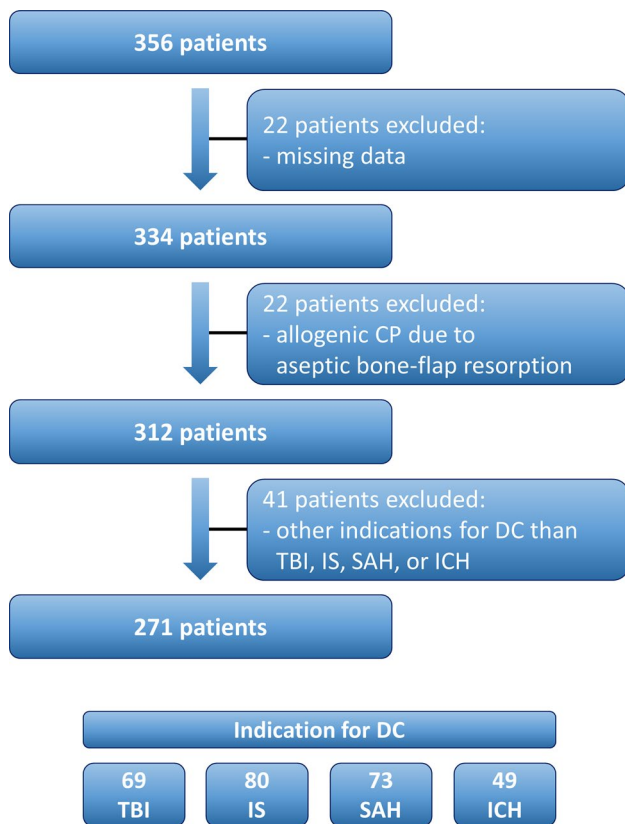 356 patients
22 patients excluded:
- missing data
334 patients
22 patients excluded:
- allogenic CP due to
aseptic bone-flap resorption
312 patients
41 patients excluded:
- other indications for DC than
TBI, IS, SAH, or ICH
271 patients
Indication for DC
69 80 73 49
TBI IS SAH ICH